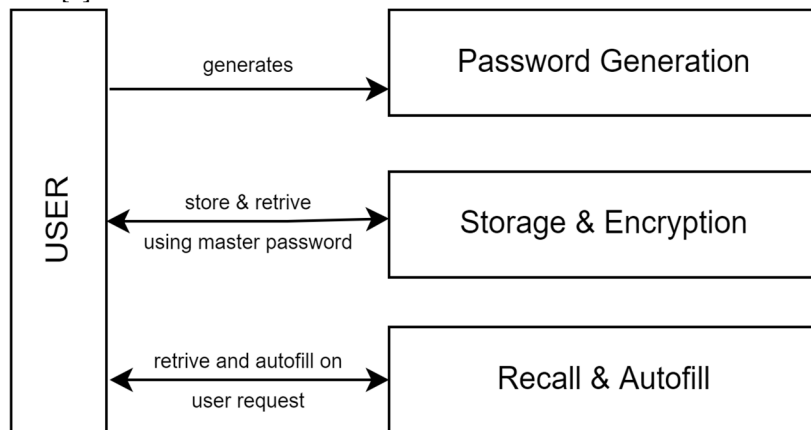 generates
Password Generation
USER
store & retrive
using master password
Storage & Encryption
retrive and autofill on
user request
Recall & Autofill